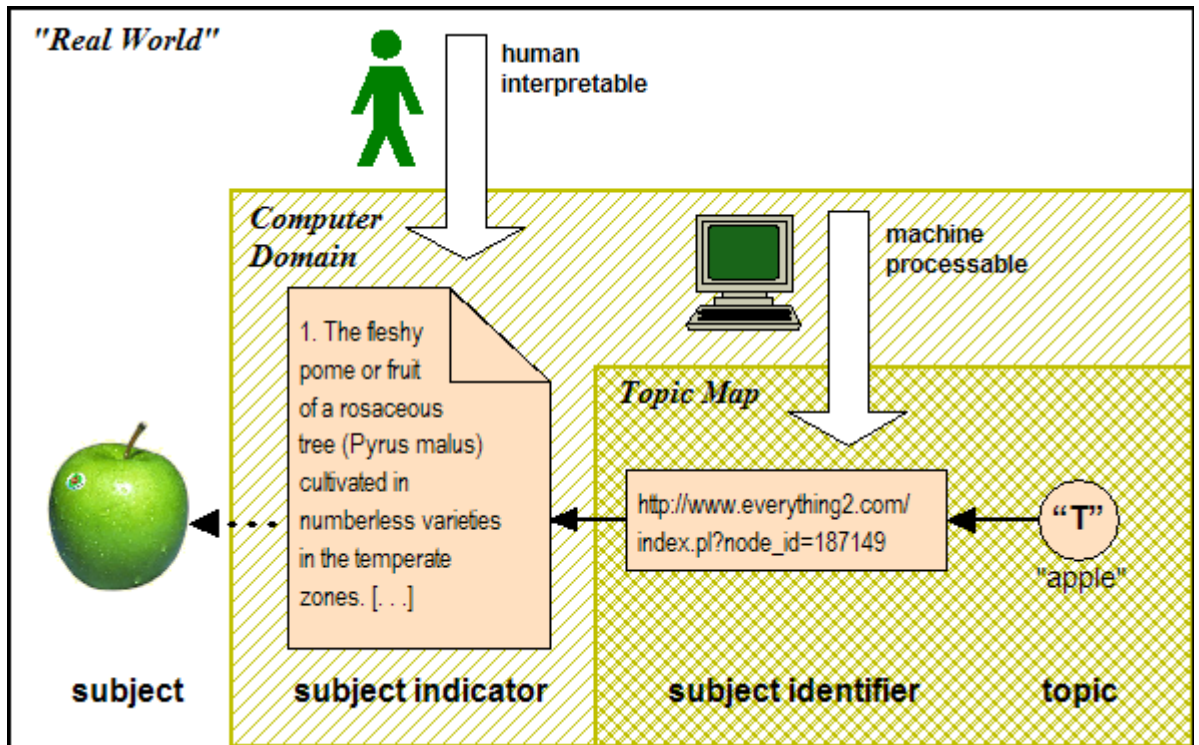 "Real World"
human
interpretable
Computer
Domain
machine
processable
1. The fleshy
pome or fruit
of a rosaceous
tree (Pyrus malus)
cultivated in
numberless varieties
in the temperate
zones. [. . .]
Topic Map
http://www.everything2.com/
index.pl?node_id=187149
“T”
"apple"
subject
subject indicator
subject identifier
topic